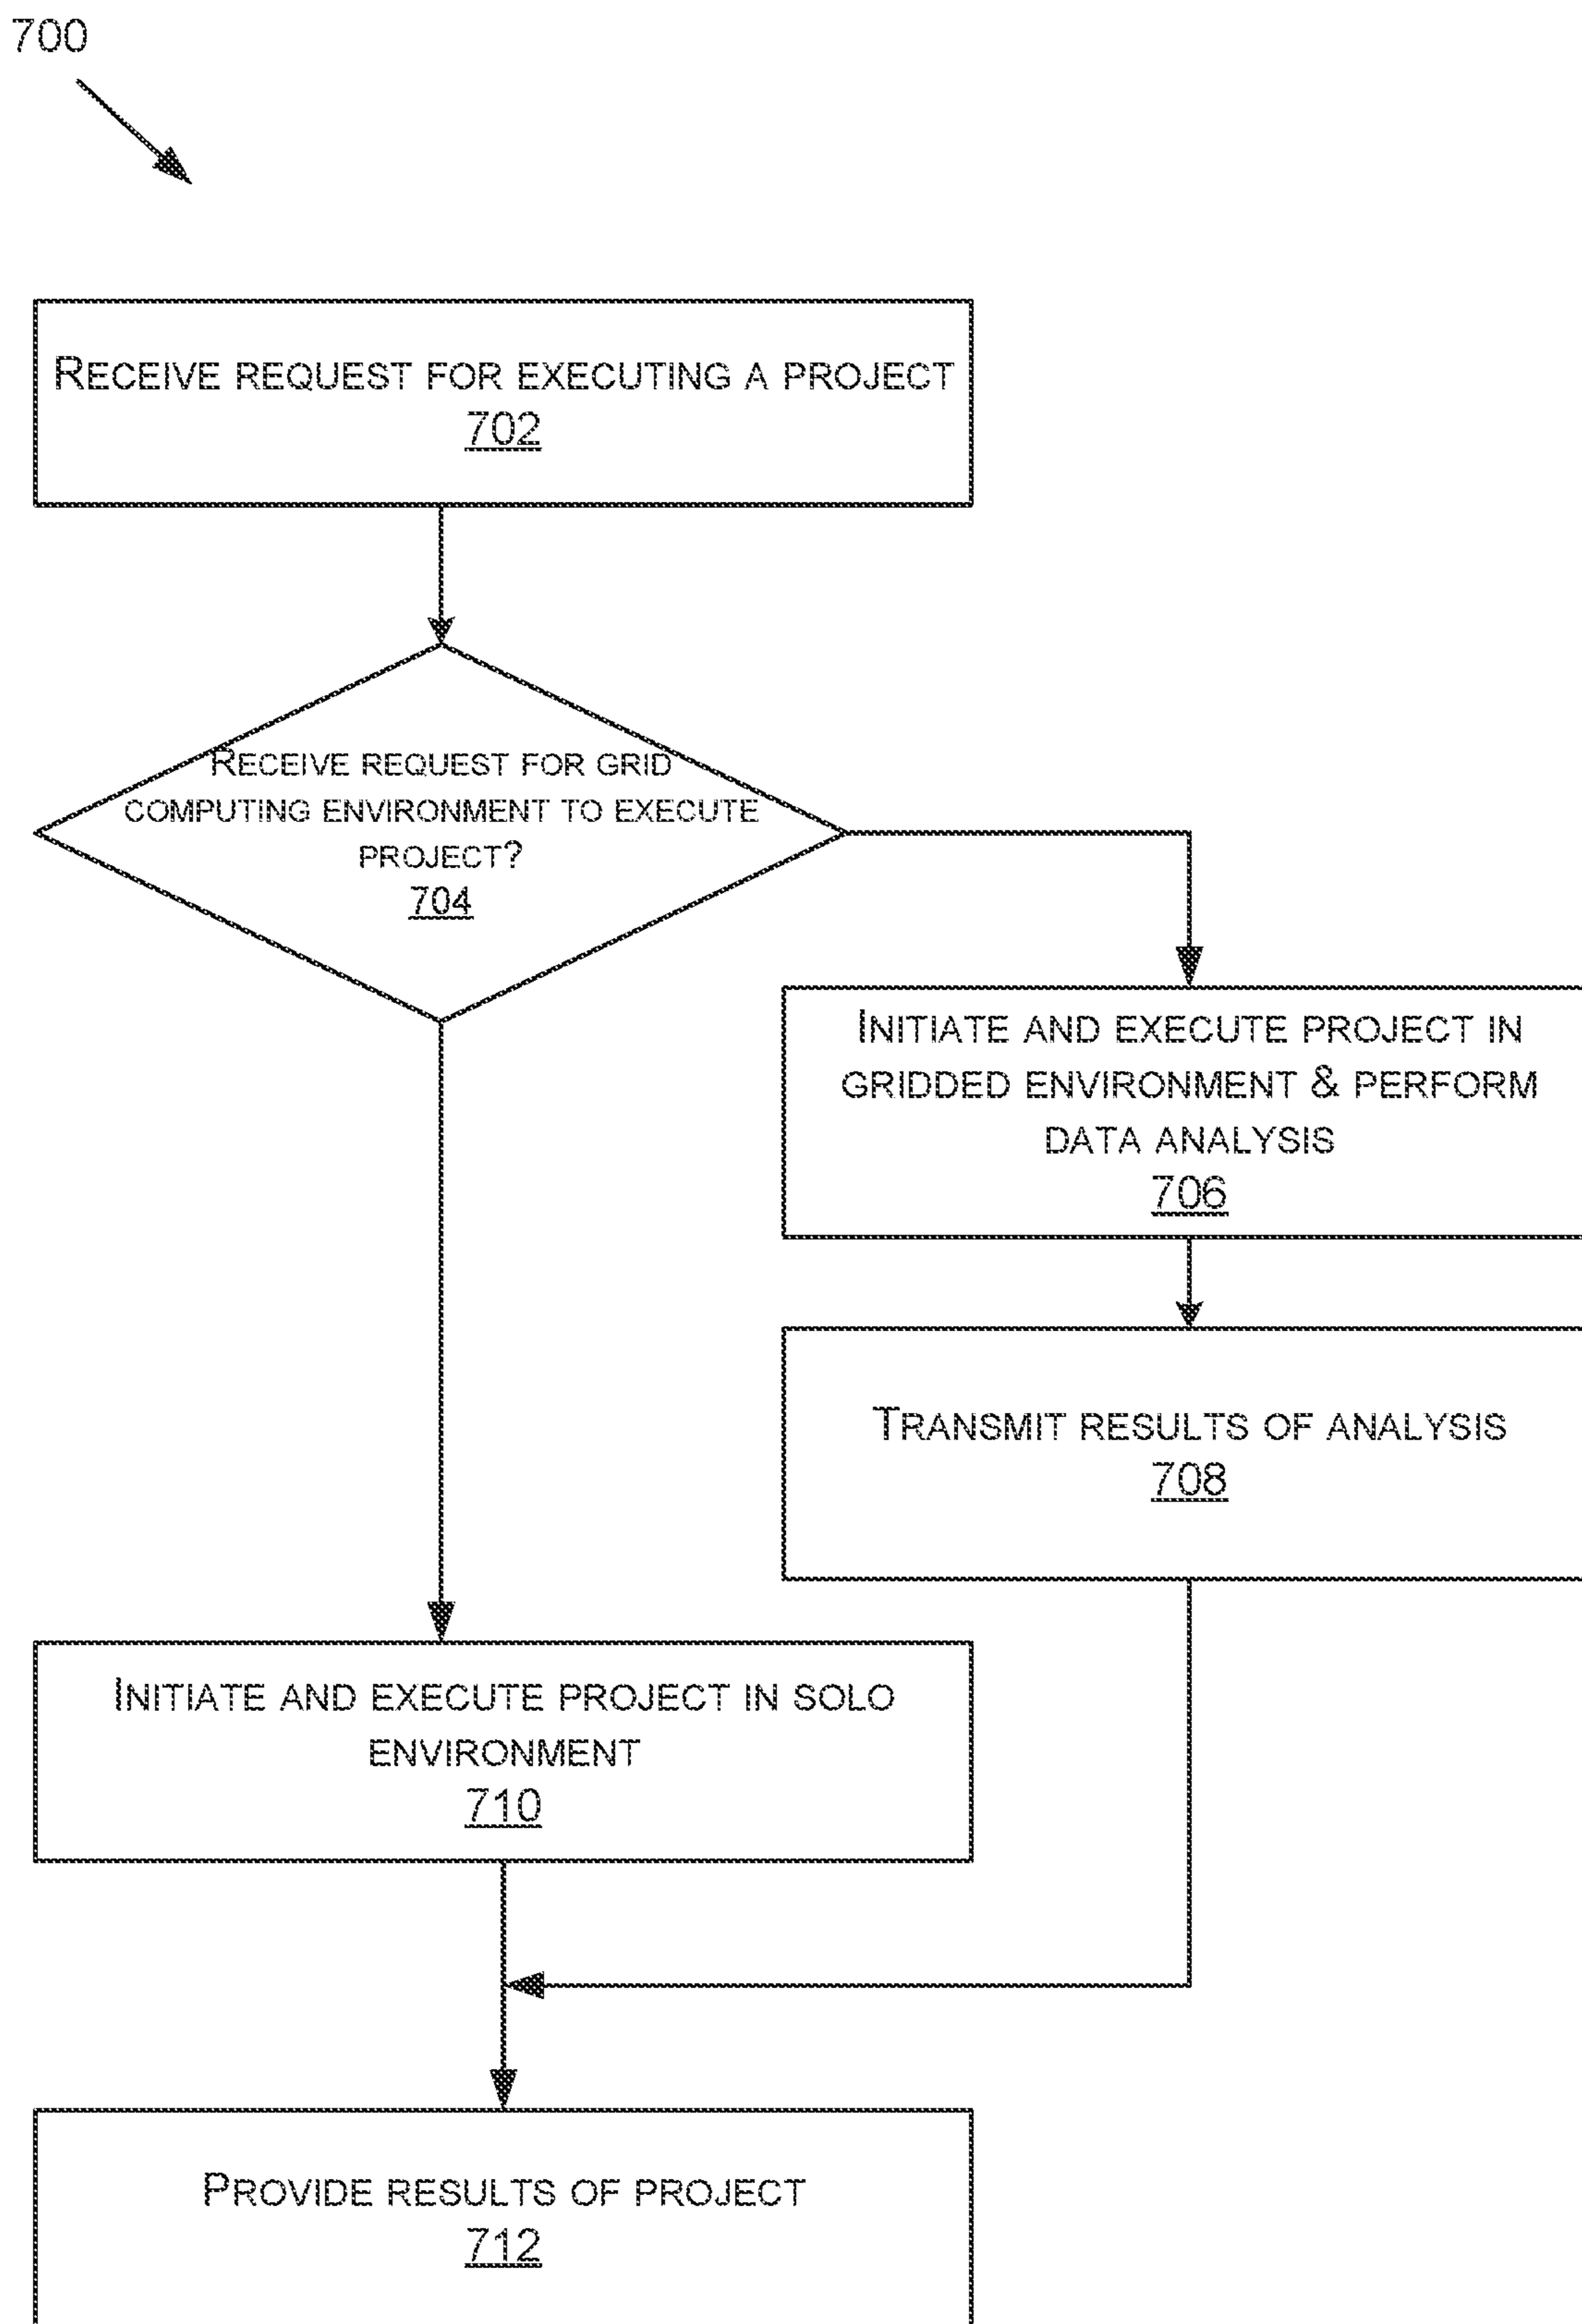 700
RECEIVE REQUEST FOR EXECUTING A PROJECT
702
RECEIVE REQUEST FOR GRID
COMPUTING ENVIRONMENT TO EXECUTE
PROJECT?
704
INITIATE AND EXECUTE PROJECT IN
GRIDDED ENVIRONMENT & PERFORM
DATA ANALYSIS
706
TRANSMIT RESULTS OF ANALYSIS
708
INITIATE AND EXECUTE PROJECT IN SOLO
ENVIRONMENT
710
PROVIDE RESULTS OF PROJECT
712